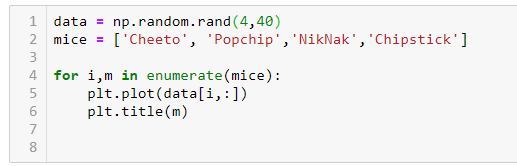 1 data = np.random.rand(4,40)
2 mice = ['Cheeto', 'Popchip','NikNak','Chipstick']
3
4 for i,m in enumerate(mice):
5     plt.plot(data[i,:])
6     plt.title(m)
7
8